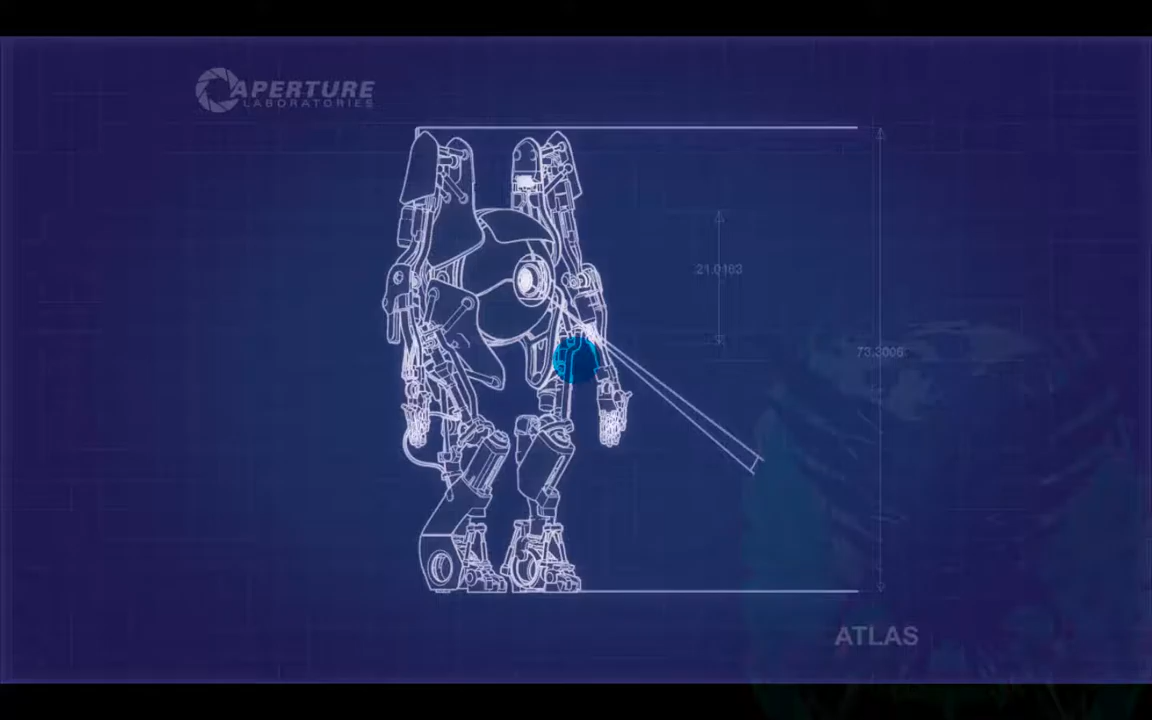 APERTURE
LABORATORIES
21.0163
73.3006
ATLAS